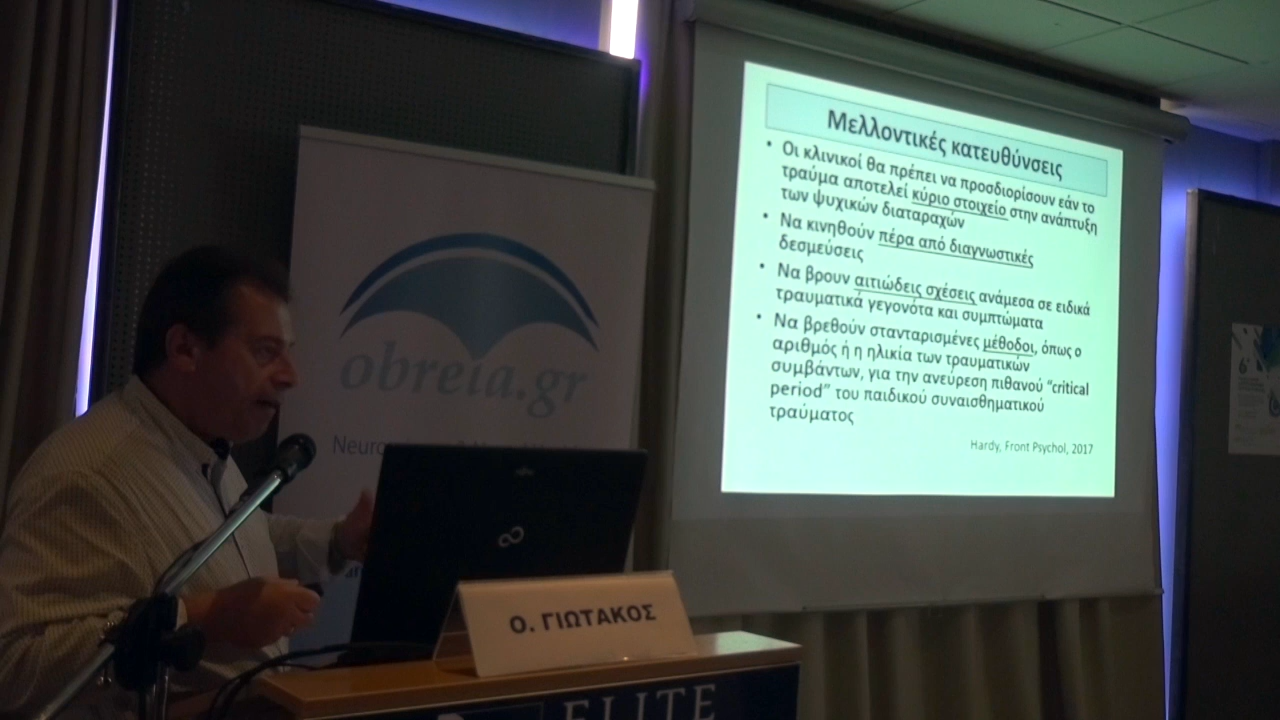 Μελλοντικές κατευθύνσεις
• Οι κλινικοί θα πρέπει να προσδιορίσουν εάν το
τραύμα αποτελεί κύριο στοιχείο στην ανάπτυξη
των ψυχικών διαταραχών
• Να κινηθούν πέρα από διαγνωστικές
δεσμεύσεις
• Να βρουν αιτιώδεις σχέσεις ανάμεσα σε ειδικά
τραυματικά γεγονότα και συμπτώματα
• Να βρεθούν στανταρισμένες μέθοδοι, όπως ο
αριθμός ή η ηλικία των τραυματικών
συμβάντων, για την ανεύρεση πιθανού “critical
period” του παιδικού συναισθηματικού
τραύματος
Hardy, Front Psychol, 2017
obreia.gr
Ο. ΓΙΩΤΑΚΟΣ
ELITE